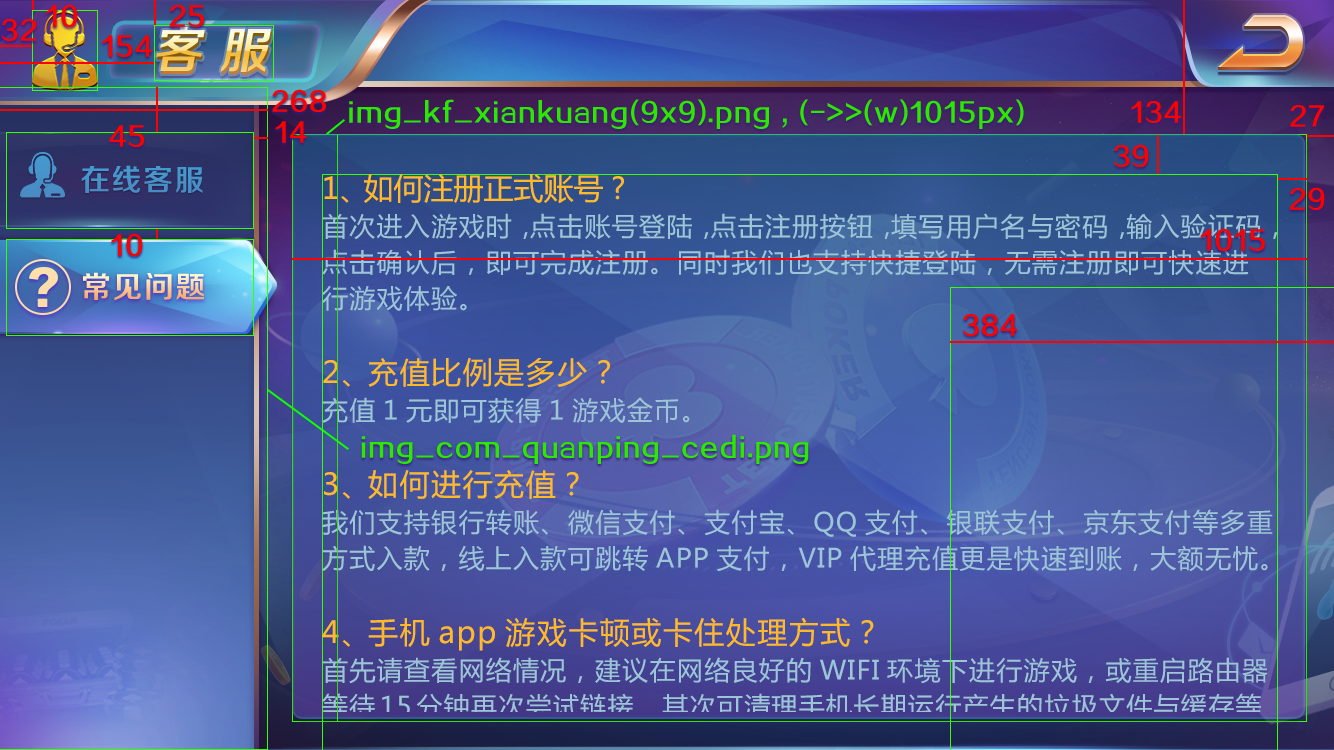 10
25
32
154
客 服
268
img_kf_xiankuang(9x9).png , (->>(w)1015px)
134
27
14
45
39
在线客服
1、如何注册正式账号？
29
首次进入游戏时 ,点击账号登陆 ,点击注册按钮 ,填写用户名与密码 ,输入验证码 ,
1015
点击确认后，即可完成注册。同时我们也支持快捷登陆，无需注册即可快速进
行游戏体验。
10
常见问题
?
384
2、充值比例是多少？
充值 1 元即可获得 1 游戏金币。
img_com_quanping_cedi.png
3、如何进行充值？
我们支持银行转账、微信支付、支付宝、QQ 支付、银联支付、京东支付等多重
方式入款，线上入款可跳转 APP 支付，VIP 代理充值更是快速到账，大额无忧。
4、手机 app 游戏卡顿或卡住处理方式？
首先请查看网络情况，建议在网络良好的 WIFI 环境下进行游戏，或重启路由器
等待15分钟再次尝试链接，其次可清理手机长期运行产生的垃圾文件与缓存等